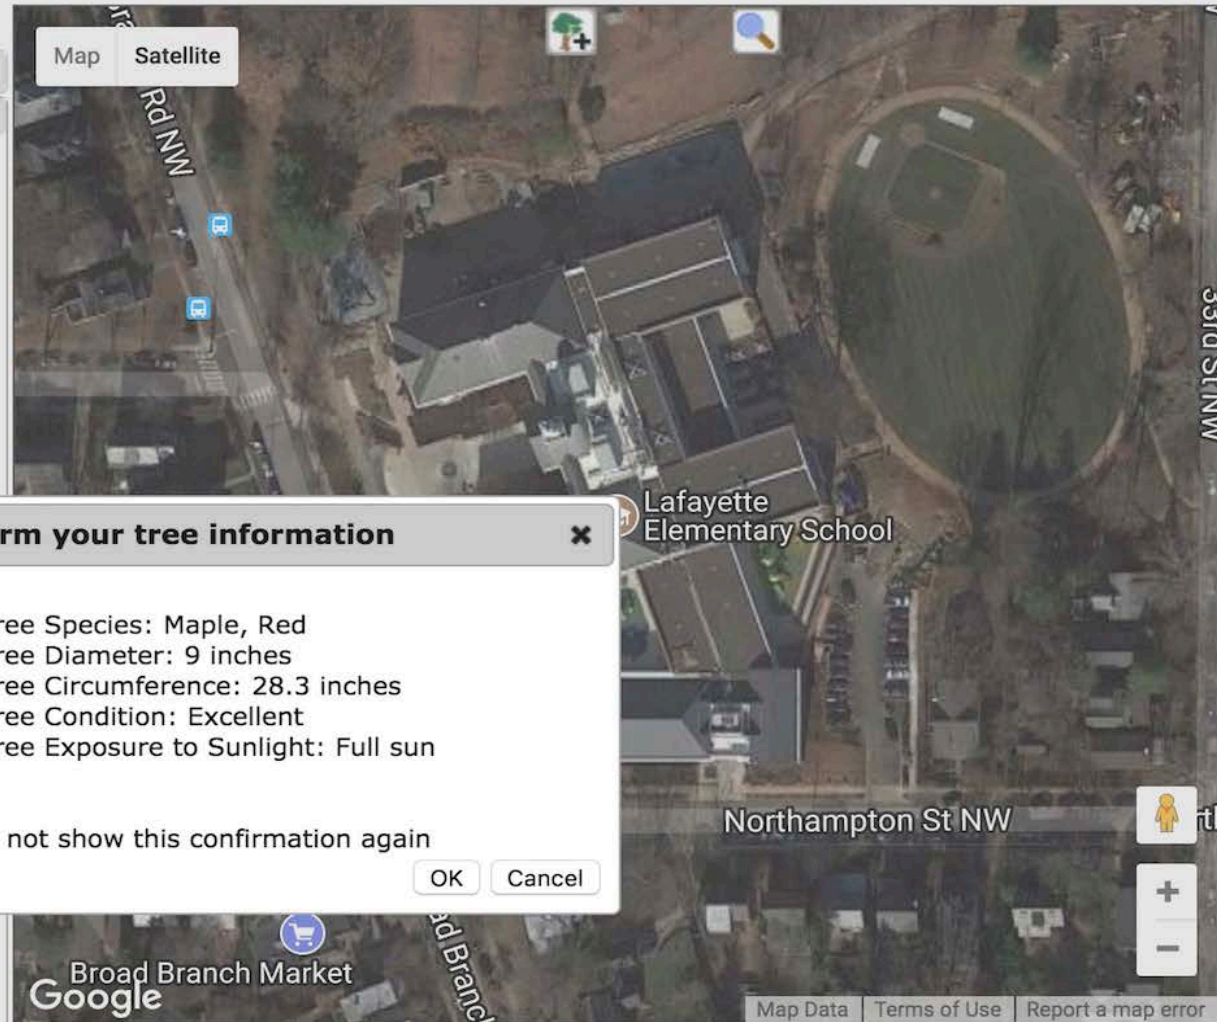 Map
Satellite
Rd NW
33rd St NW
Lafayette
Elementary School
rm your tree information
ree Species: Maple, Red
ree Diameter: 9 inches
ree Circumference: 28.3 inches
ree Condition: Excellent
ree Exposure to Sunlight: Full sun
not show this confirmation again
OK
Cancel
Northampton St NW
ad Branch
Broad Branch Market
Google
Map Data
Terms of Use
Report a map error